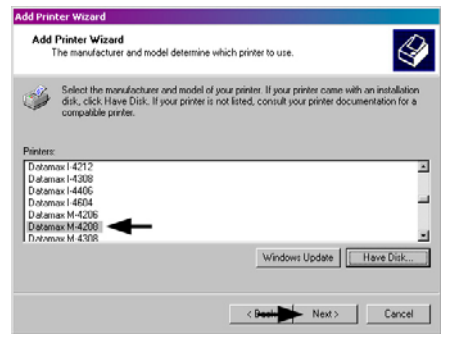 Add Printer Wizard
Add Printer Wizard
The manufacturer and model determine which printer to use.
Select the manufacturer and model of your printer. If your printer came with an installation
disk, click Have Disk. If your printer is not listed, consult your printer documentation for a
compatible printer.
Printers:
Datamax I-4212
Datamax I-4308
Datamax I-4406
Datamax I-4604
Datamax M-4206
Datamax M-4208
Datamax M-4308
Windows Update
Have Disk...
< Back
Next >
Cancel